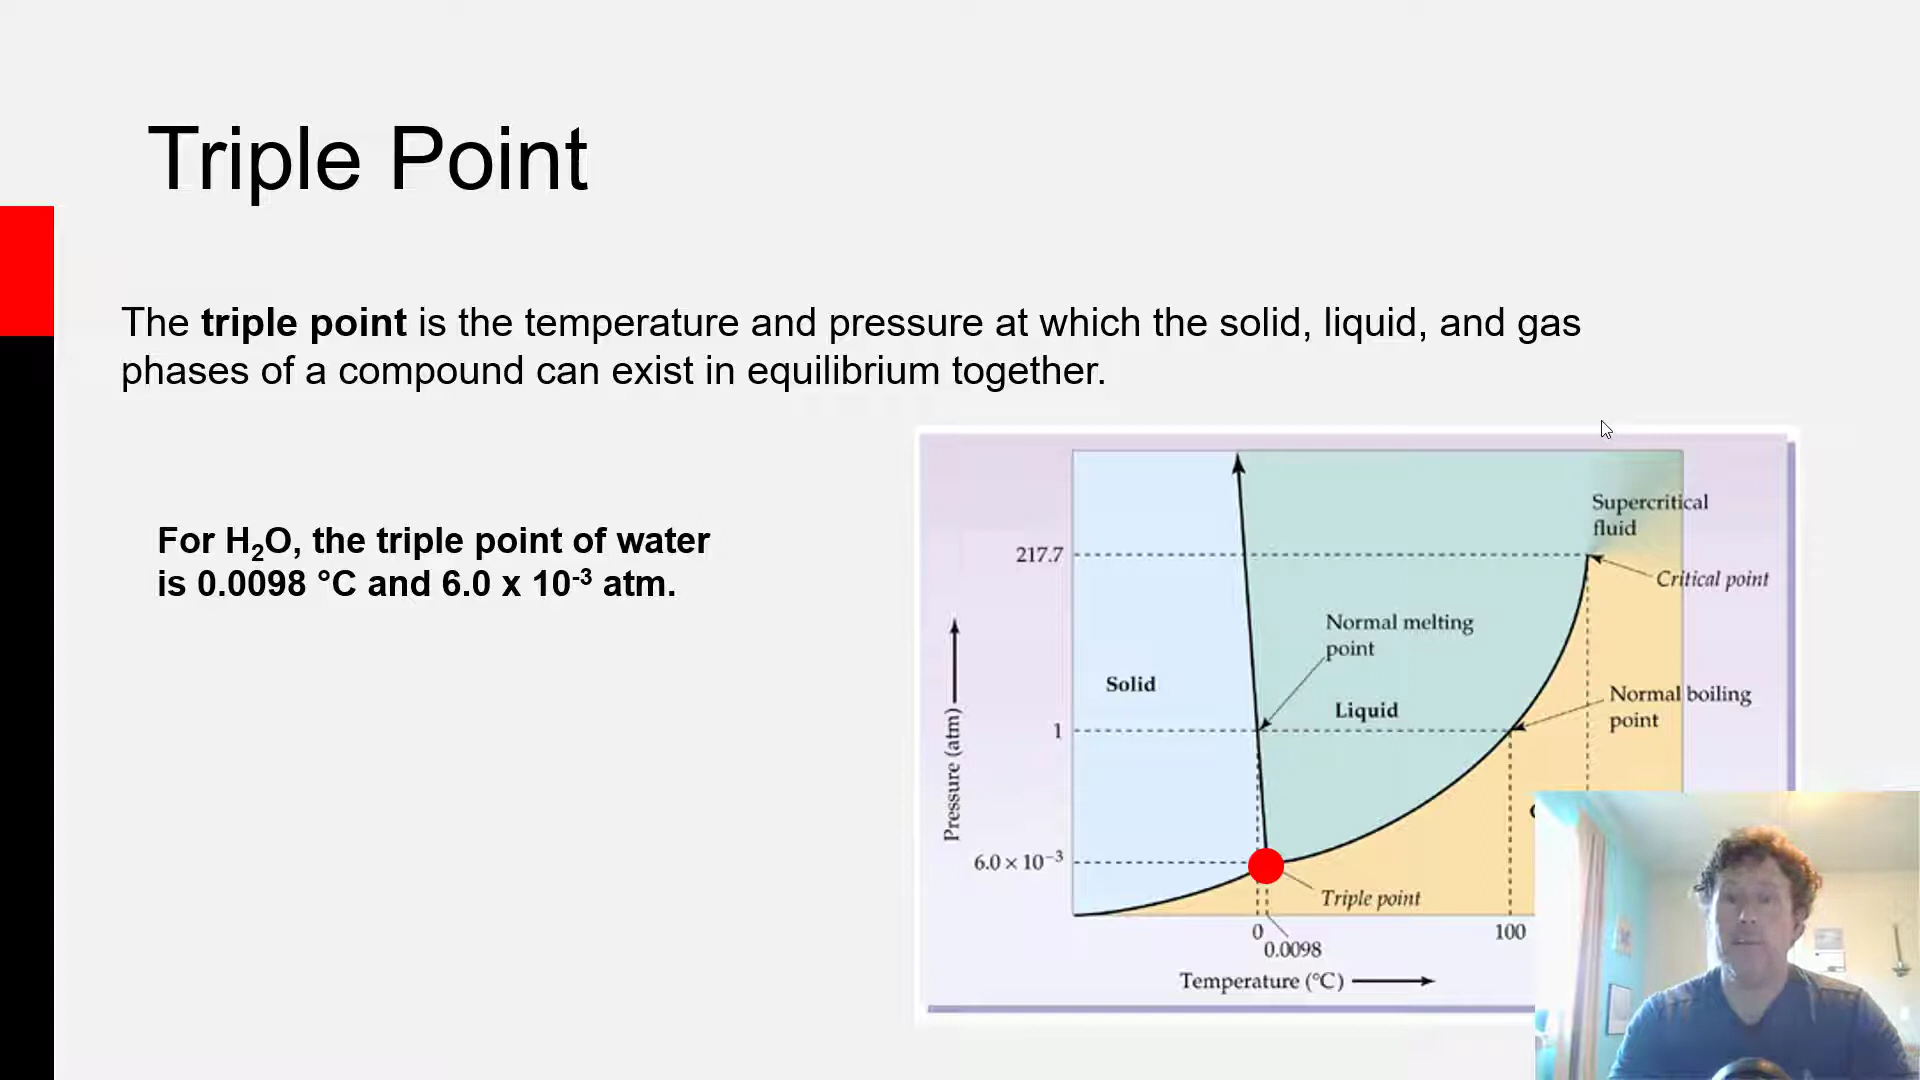 Triple Point
The triple point is the temperature and pressure at which the solid, liquid, and gas
phases of a compound can exist in equilibrium together.
For H₂O, the triple point of water
is 0.0098 °C and 6.0 x 10⁻³ atm.
Supercritical
fluid
217.7
Critical point
Normal melting
point
Solid
Normal boiling
point
Liquid
1
Pressure (atm)
6.0 × 10⁻³
Triple point
0
100
0.0098
Temperature (°C)